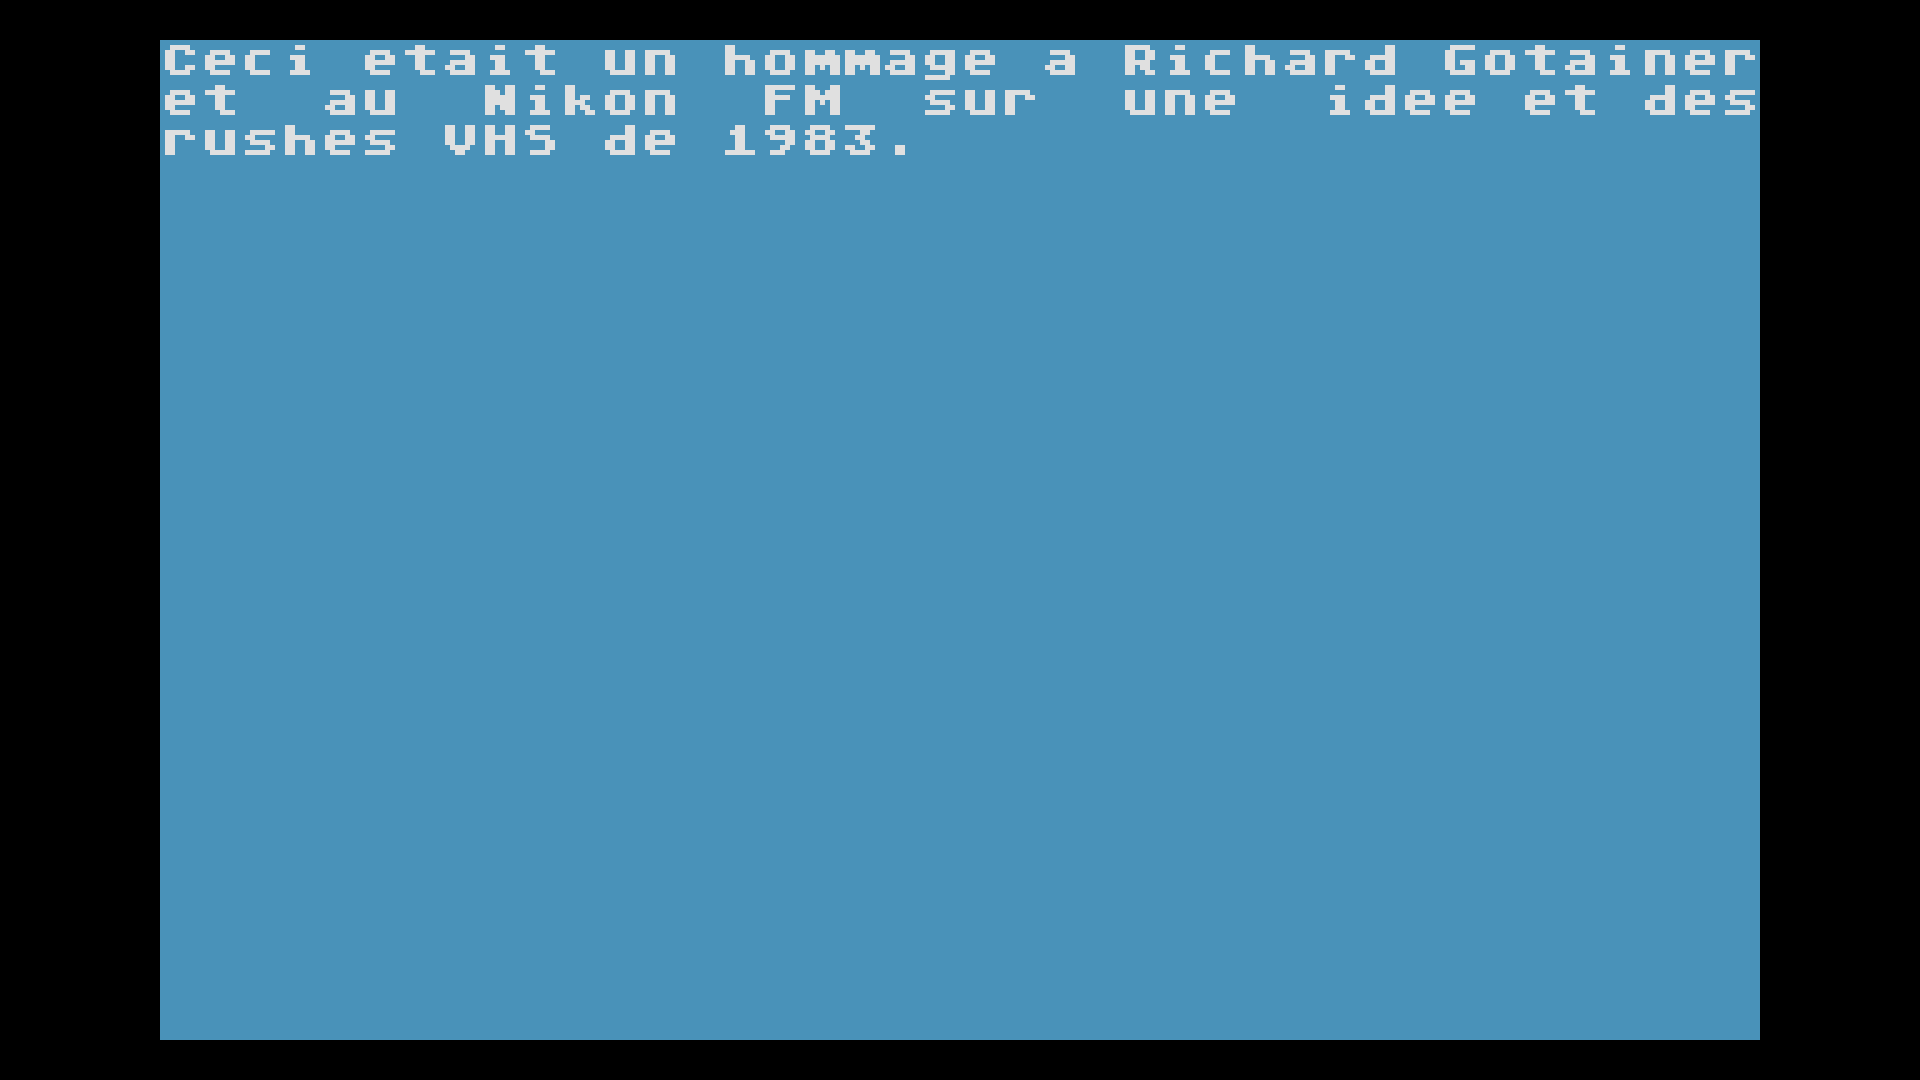 Ceci etait un hommage a Richard Gotainer
et au Nikon FM sur une idee et des
rushes VHS de 1983.